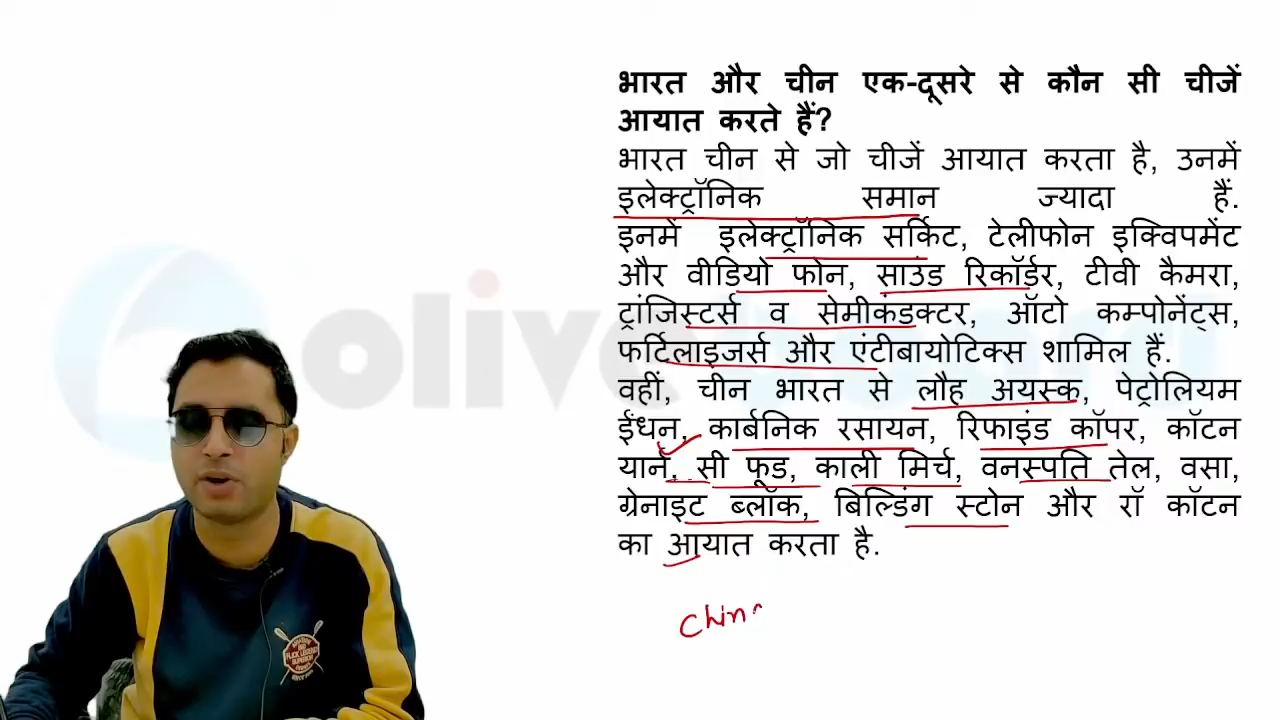 भारत और चीन एक-दूसरे से कौन सी चीजें
आयात करते हैं?
भारत चीन से जो चीजें आयात करता है, उनमें
इलेक्ट्रॉनिक समान ज्यादा हैं.
इनमें इलेक्ट्रॉनिक सर्किट, टेलीफोन इक्विपमेंट
और वीडियो फोन, साउंड रिकॉर्डर, टीवी कैमरा,
ट्रांजिस्टर्स व सेमीकंडक्टर, ऑटो कम्पोनेंट्स,
फर्टिलाइजर्स और एंटीबायोटिक्स शामिल हैं.
वहीं, चीन भारत से लौह अयस्क, पेट्रोलियम
ईंधन, कार्बनिक रसायन, रिफाइंड कॉपर, कॉटन
यार्न, सी फूड, काली मिर्च, वनस्पति तेल, वसा,
ग्रेनाइट ब्लॉक, बिल्डिंग स्टोन और रॉ कॉटन
का आयात करता है.
Chin
olive